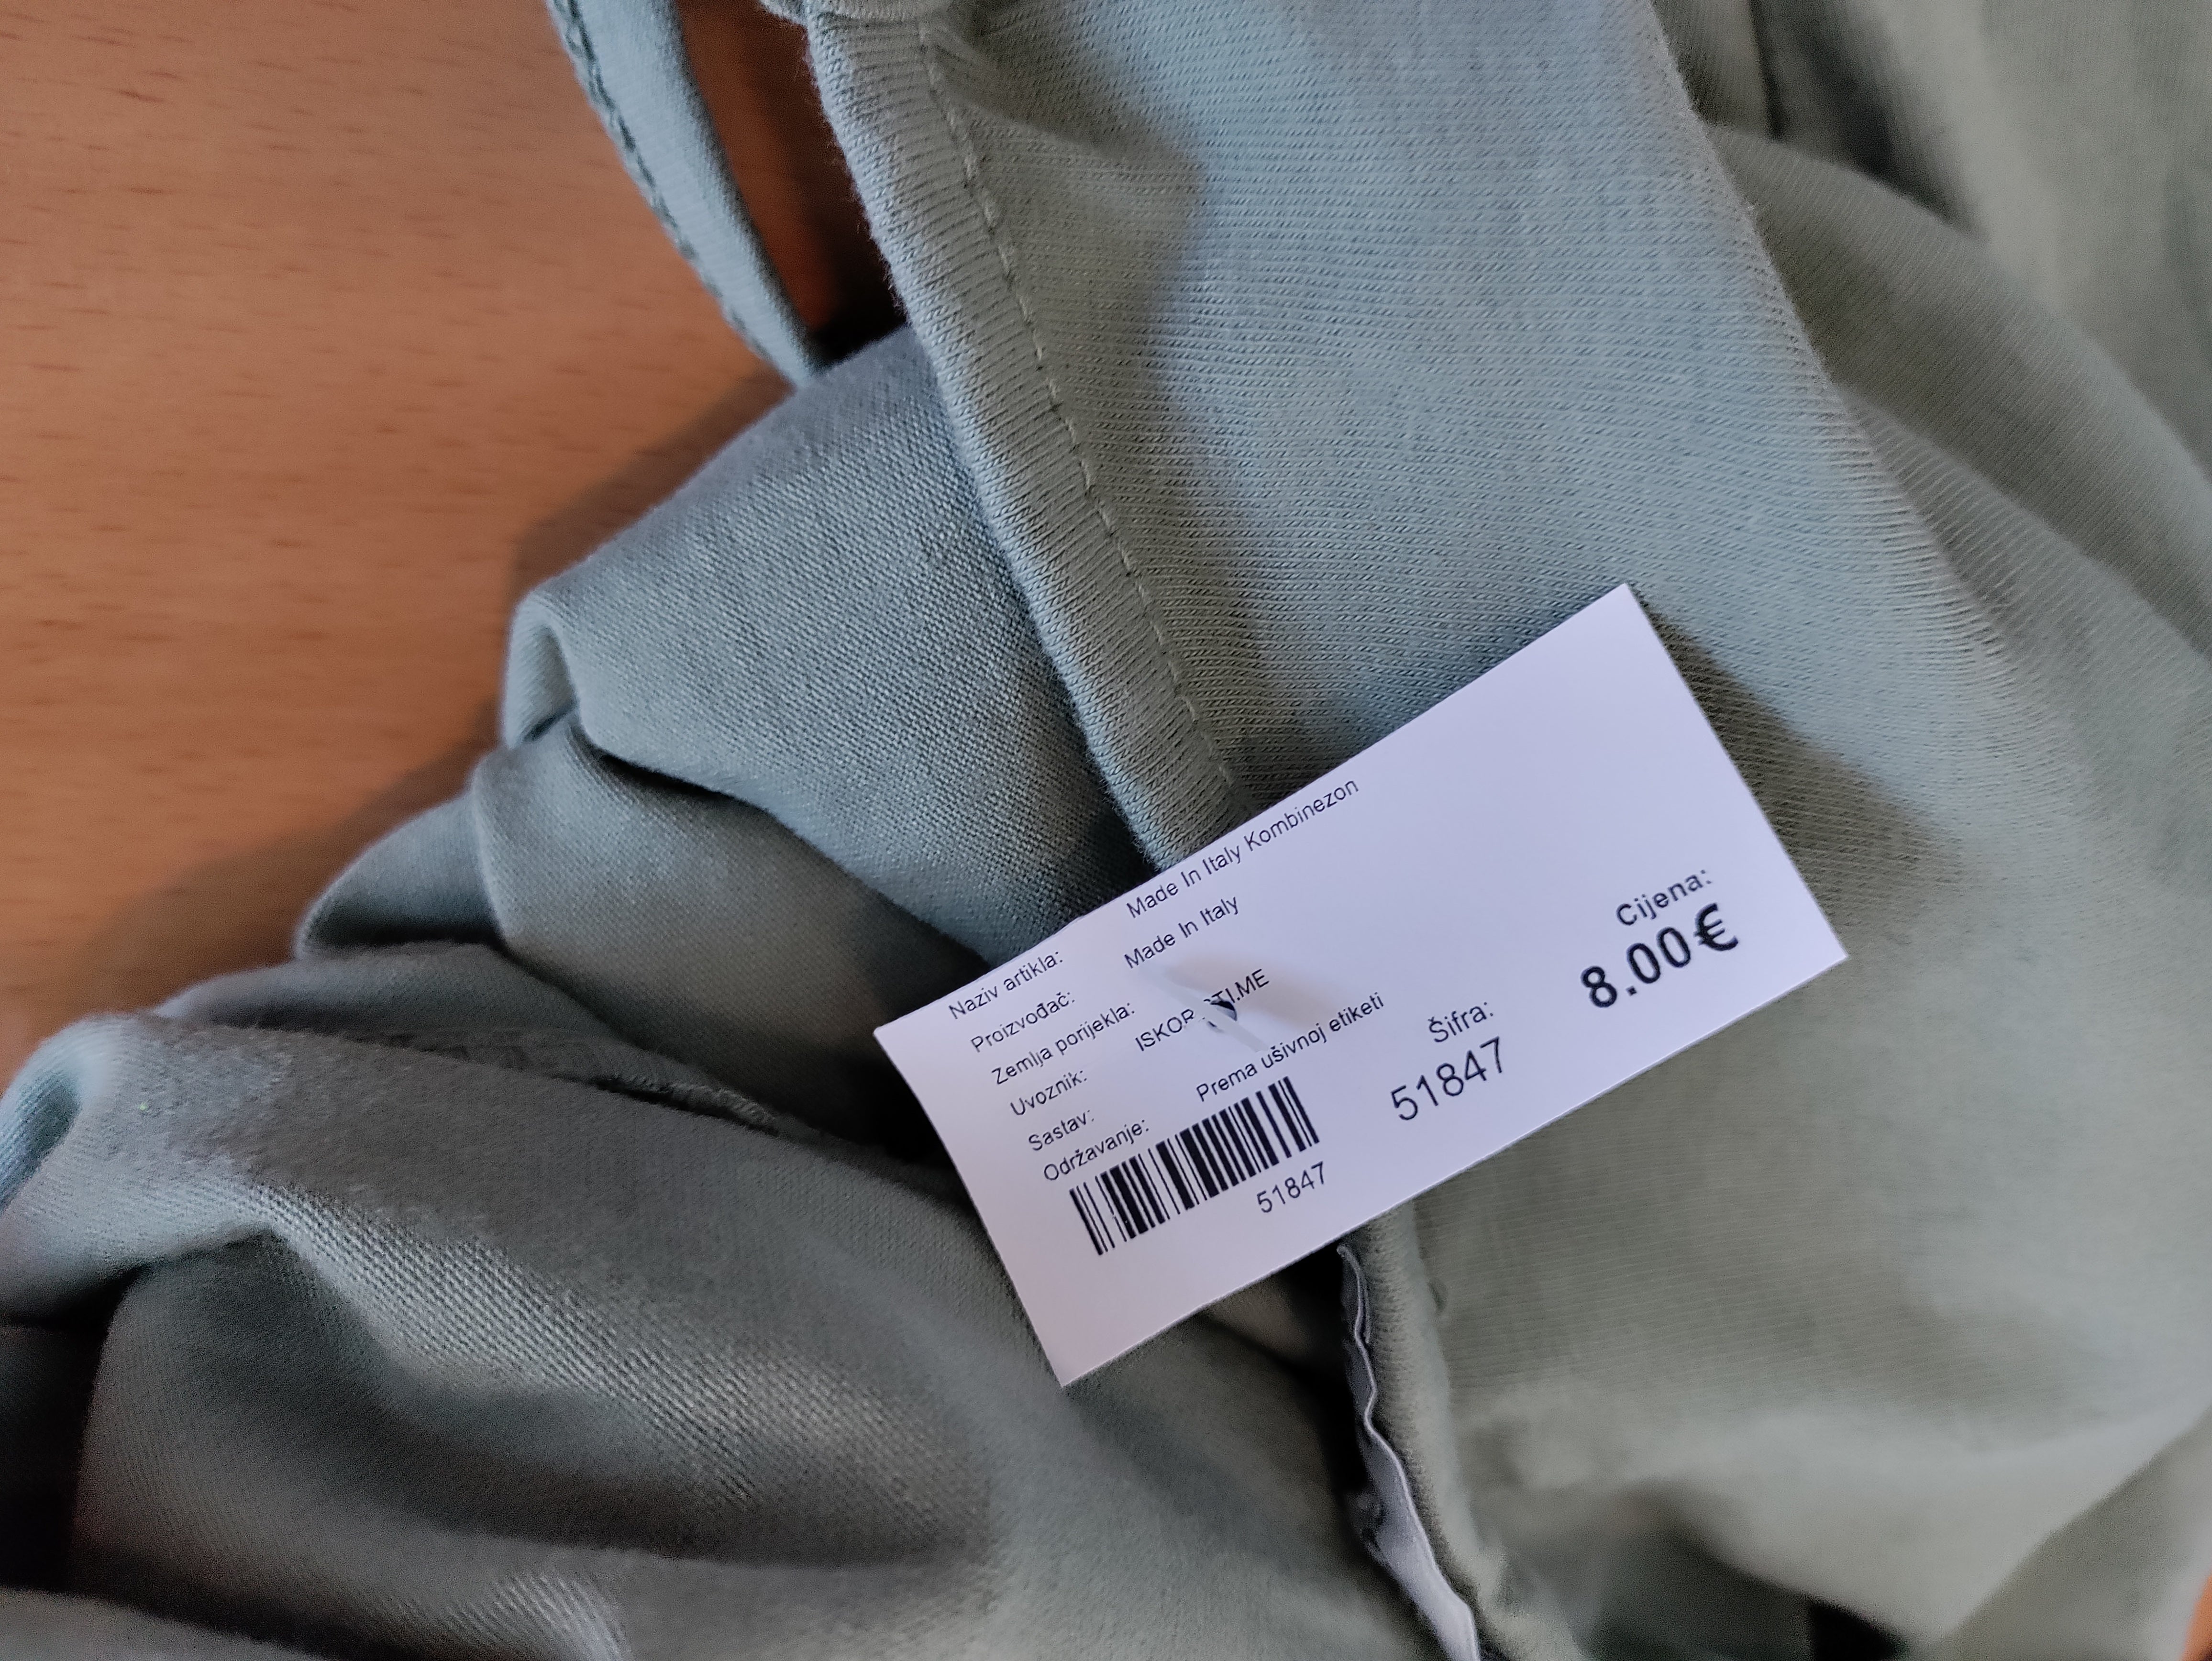 Naziv artikla: Made In Italy Kombinezon
Proizvođač: Made In Italy
Zemlja porijekla:
Uvoznik:
Sastav:
Održavanje: Prema ušivnoj etiketi
51847
Šifra:
51847
Cijena:
8.00€